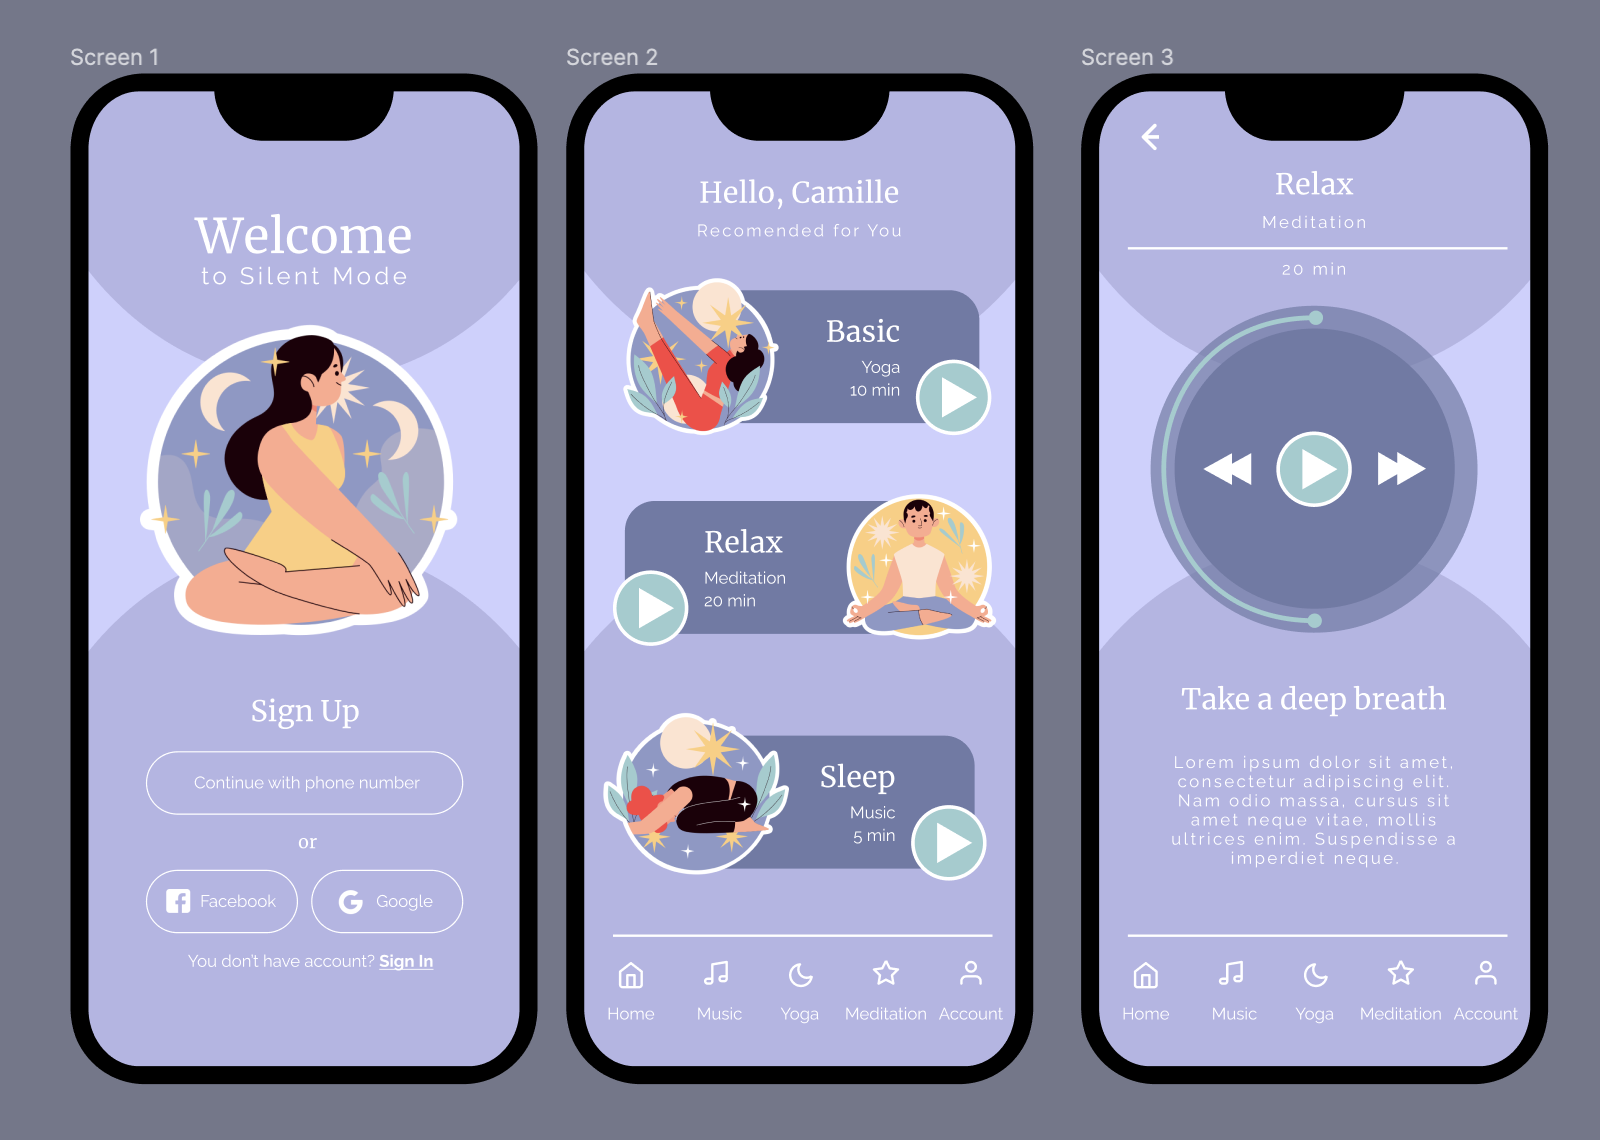 Screen 1
Welcome
to Silent Mode
Sign Up
Continue with phone number
or
Facebook
Google
You don't have account? Sign In
Screen 2
Hello, Camille
Recomended for You
Basic
Yoga
10 min
Relax
Meditation
20 min
Sleep
Music
5 min
Home Music Yoga Meditation Account
Screen 3
Relax
Meditation
20 min
Take a deep breath
Lorem ipsum dolor sit amet,
consectetur adipiscing elit.
Nam odio massa, cursus sit
amet neque vitae, mollis
ultrices enim. Suspendisse a
imperdiet neque.
Home Music Yoga Meditation Account